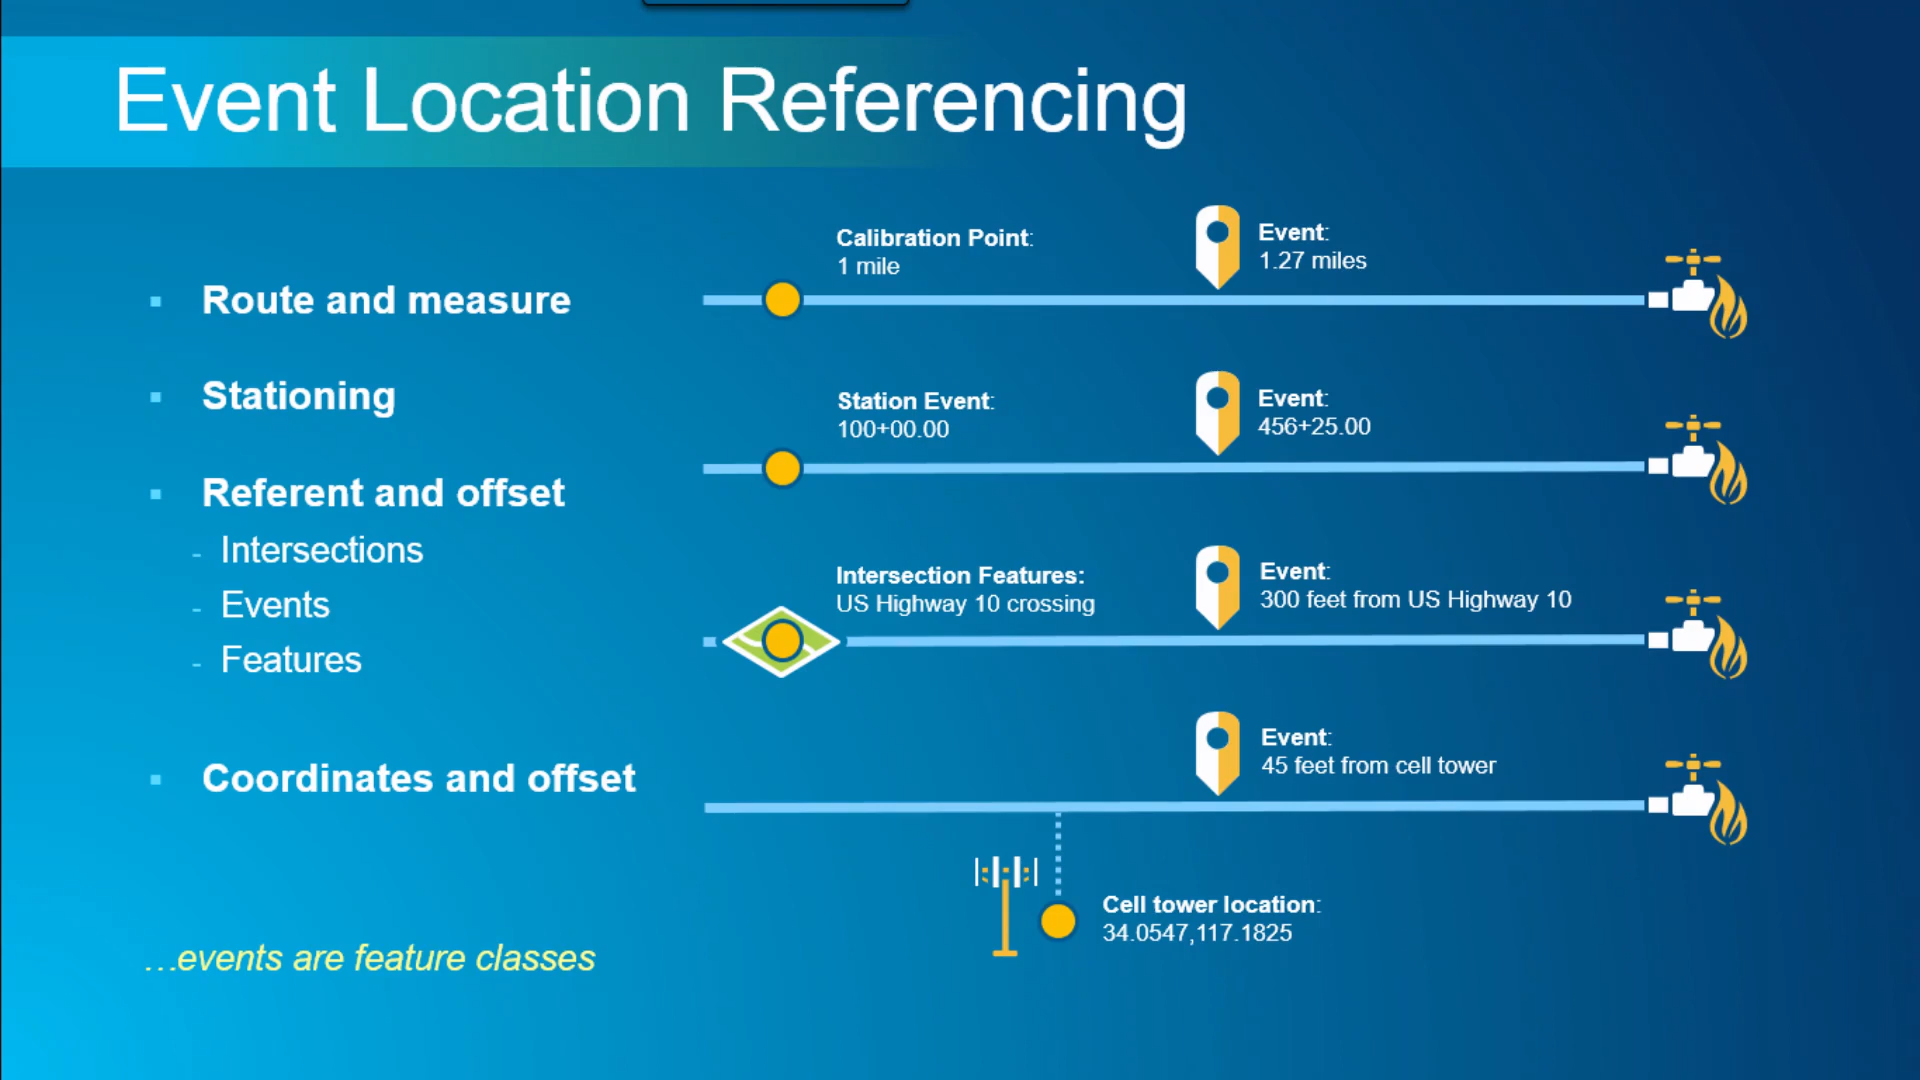 Event Location Referencing
Route and measure
Stationing
Referent and offset
- Intersections
- Events
- Features
Coordinates and offset
...events are feature classes
Calibration Point:
1 mile
Event:
1.27 miles
Station Event:
100+00.00
Event:
456+25.00
Intersection Features:
US Highway 10 crossing
Event:
300 feet from US Highway 10
Event:
45 feet from cell tower
Cell tower location:
34.0547,117.1825